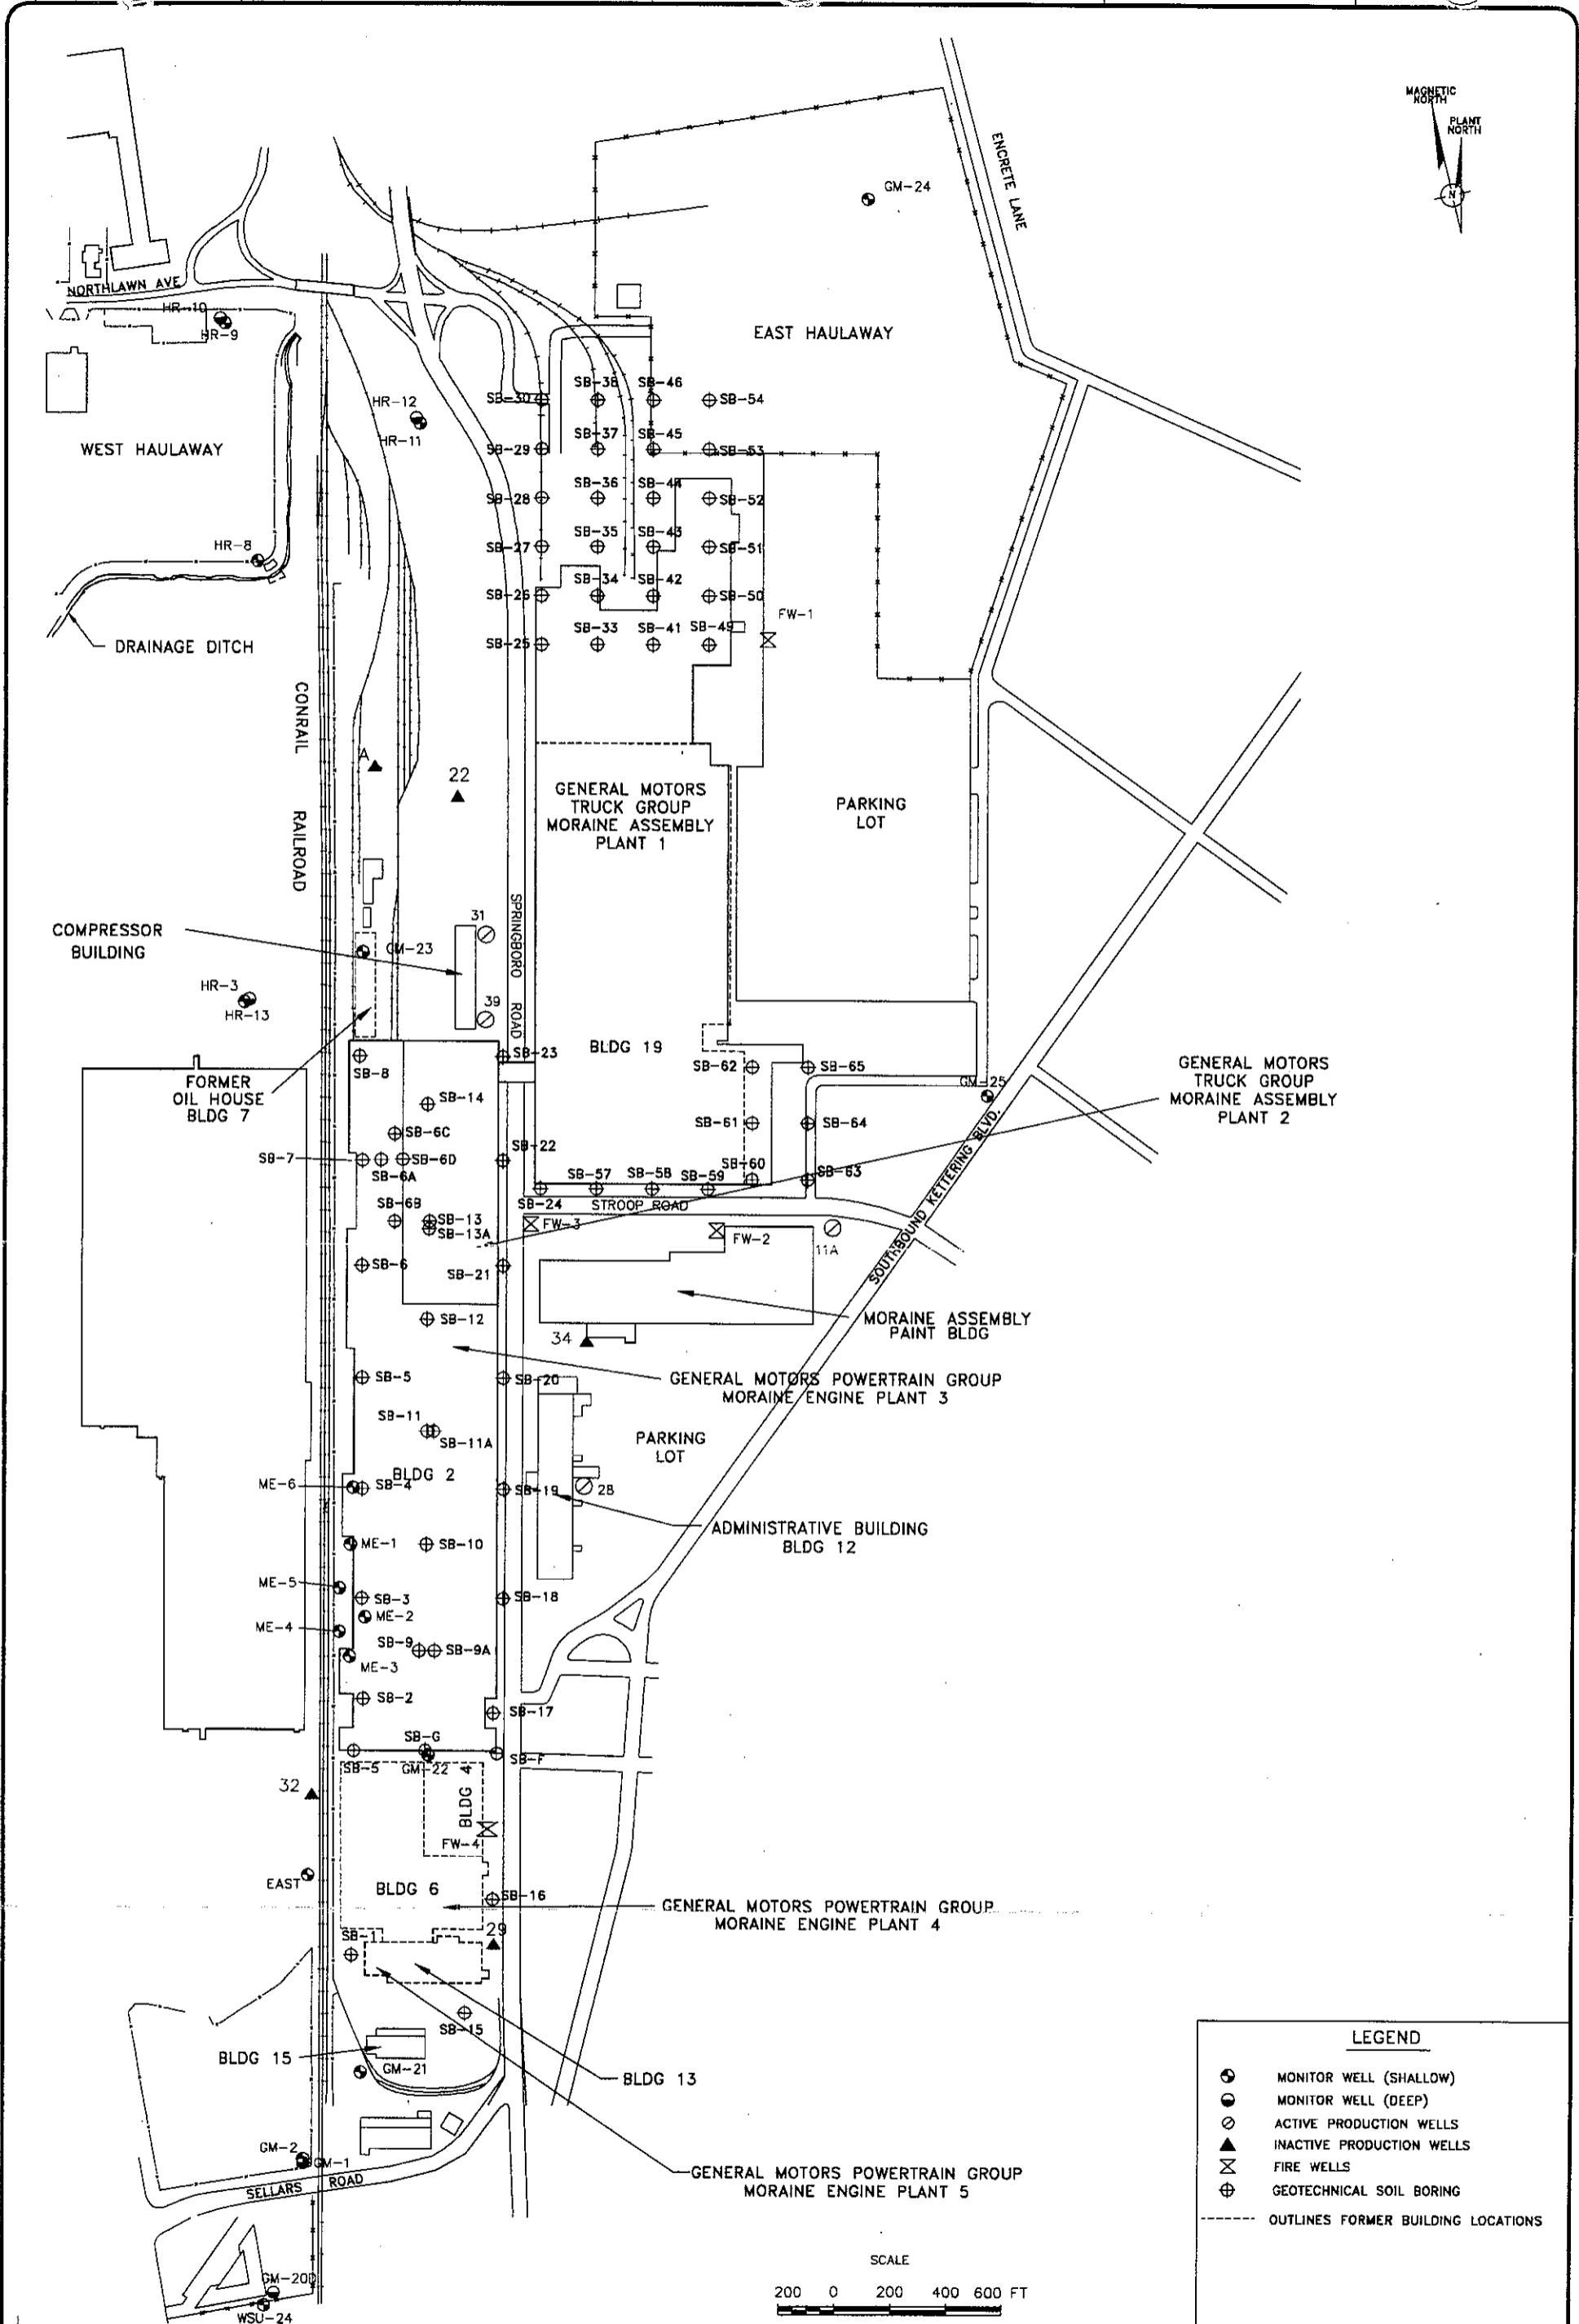 MAGNETIC
NORTH
PLANT
NORTH
N
ENCRETE LANE
GM-24
NORTHLAWN AVE
HR-10
HR-9
EAST HAULAWAY
HR-12
HR-11
WEST HAULAWAY
SB-38
SB-46
SB-30
SB-54
SB-37
SB-45
SB-29
SB-53
SB-36
SB-44
SB-28
SB-52
HR-8
SB-35
SB-43
SB-27
SB-51
SB-34
SB-42
SB-26
SB-50
FW-1
SB-33
SB-41
SB-49
SB-25
DRAINAGE DITCH
CONRAIL RAILROAD
A
22
GENERAL MOTORS
TRUCK GROUP
MORAINE ASSEMBLY
PLANT 1
PARKING
LOT
SPRINGBORO ROAD
31
COMPRESSOR
BUILDING
GM-23
HR-3
HR-13
39
BLDG 19
SB-23
SB-62
SB-65
GENERAL MOTORS
TRUCK GROUP
MORAINE ASSEMBLY
PLANT 2
SB-8
FORMER
OIL HOUSE
BLDG 7
GM-25
SB-14
SB-6C
SB-61
SB-64
SB-7
SB-6D
SB-22
SB-6A
SB-60
SB-63
SB-57
SB-58
SB-59
SB-6B
SB-24
STROOP ROAD
SB-13
SB-13A
FW-3
FW-2
11A
SOUTHBOUND KETTERING BLVD.
SB-6
SB-21
SB-12
MORAINE ASSEMBLY
PAINT BLDG
34
SB-5
SB-20
GENERAL MOTORS POWERTRAIN GROUP
MORAINE ENGINE PLANT 3
SB-11
SB-11A
PARKING
LOT
BLDG 2
ME-6
SB-4
SB-19
28
ADMINISTRATIVE BUILDING
BLDG 12
ME-1
SB-10
ME-5
SB-3
SB-18
ME-2
ME-4
SB-9
SB-9A
ME-3
SB-2
SB-17
SB-G
SB-F
SB-5
GM-22
BLDG 4
32
FW-4
EAST
BLDG 6
SB-16
GENERAL MOTORS POWERTRAIN GROUP
MORAINE ENGINE PLANT 4
SB-1
29
SB-15
BLDG 15
GM-21
BLDG 13
GM-2
GM-1
SELLARS ROAD
GENERAL MOTORS POWERTRAIN GROUP
MORAINE ENGINE PLANT 5
GM-20D
WSU-24
SCALE
200 0 200 400 600 FT
LEGEND
MONITOR WELL (SHALLOW)
MONITOR WELL (DEEP)
ACTIVE PRODUCTION WELLS
INACTIVE PRODUCTION WELLS
FIRE WELLS
GEOTECHNICAL SOIL BORING
OUTLINES FORMER BUILDING LOCATIONS